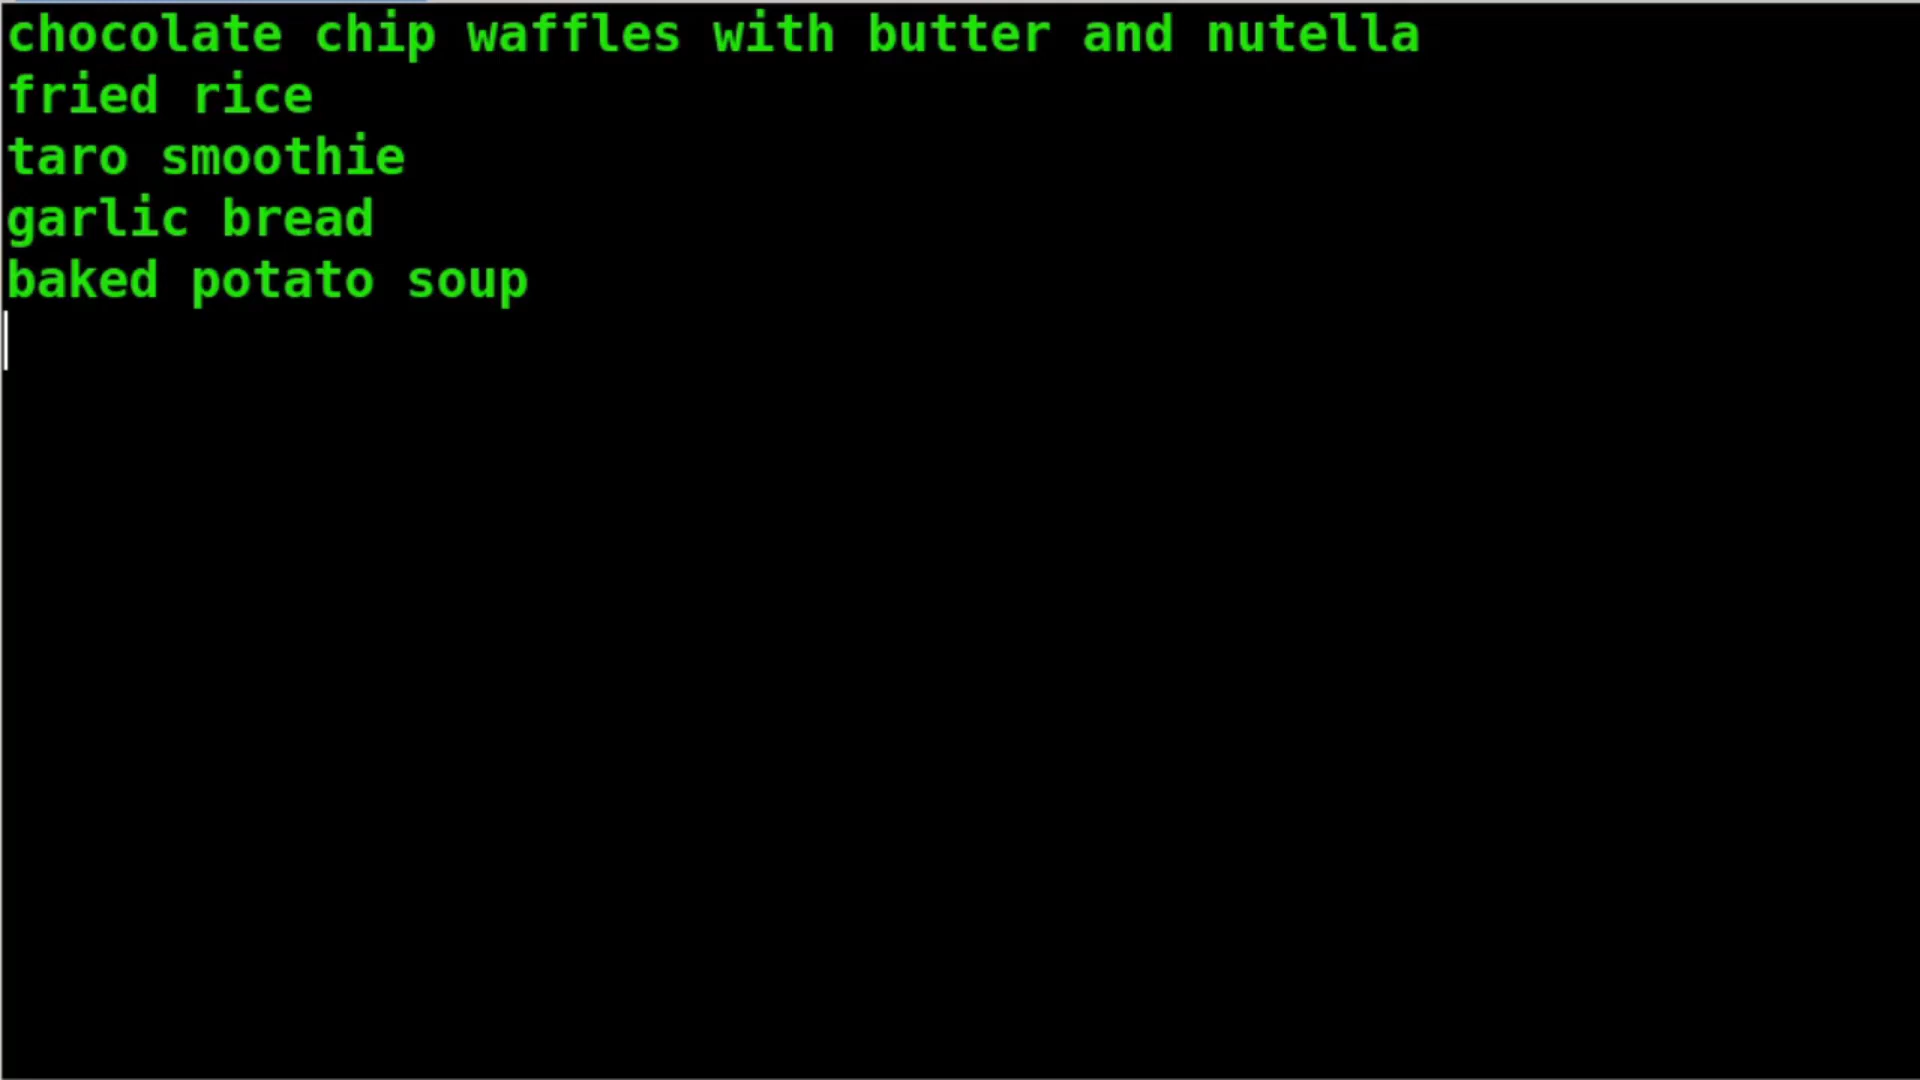 chocolate chip waffles with butter and nutella
fried rice
taro smoothie
garlic bread
baked potato soup